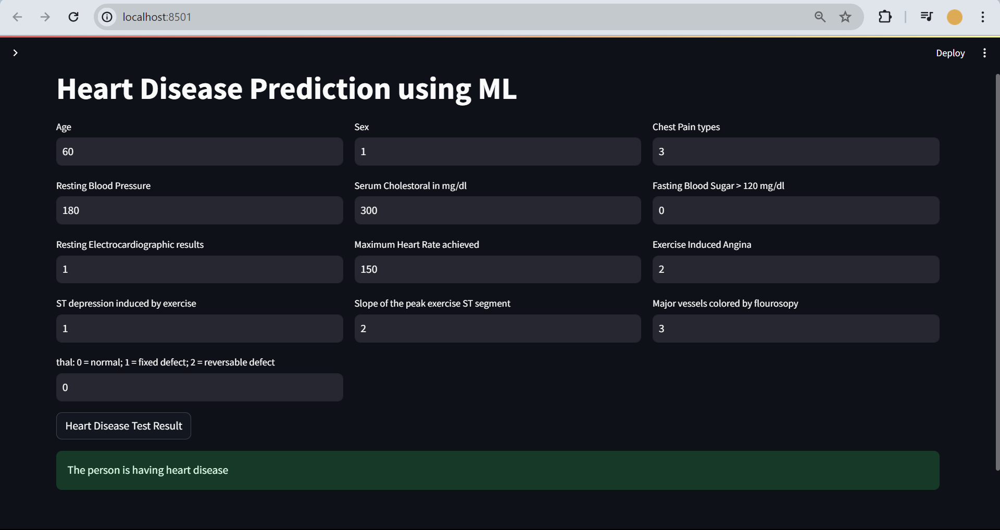 localhost:8501
Deploy
Heart Disease Prediction using ML
Age
Sex
Chest Pain types
60
1
3
Resting Blood Pressure
Serum Cholestoral in mg/dl
Fasting Blood Sugar > 120 mg/dl
180
300
0
Resting Electrocardiographic results
Maximum Heart Rate achieved
Exercise Induced Angina
1
150
2
ST depression induced by exercise
Slope of the peak exercise ST segment
Major vessels colored by flourosopy
1
2
3
thal: 0 = normal; 1 = fixed defect; 2 = reversable defect
0
Heart Disease Test Result
The person is having heart disease